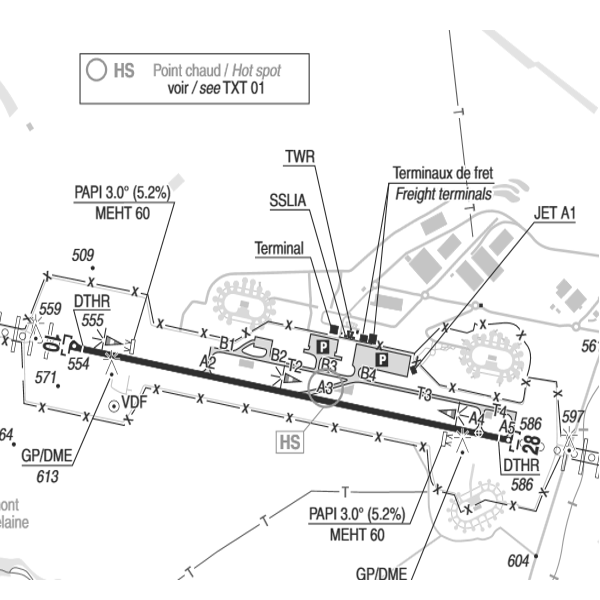 HS Point chaud / Hot spot
voir / see TXT 01
TWR
Terminaux de fret
Freight terminals
PAPI 3.0° (5.2%)
MEHT 60
SSLIA
JET A1
Terminal
509
DTHR
559
555
10
554
571
P
P
B1
B2
B3
B4
A2
T2
A3
T3
T4
A4
A5
586
597
28
561
64
VDF
HS
GP/DME
613
DTHR
586
PAPI 3.0° (5.2%)
MEHT 60
ont
elaine
T
T
T
T
604
GP/DME